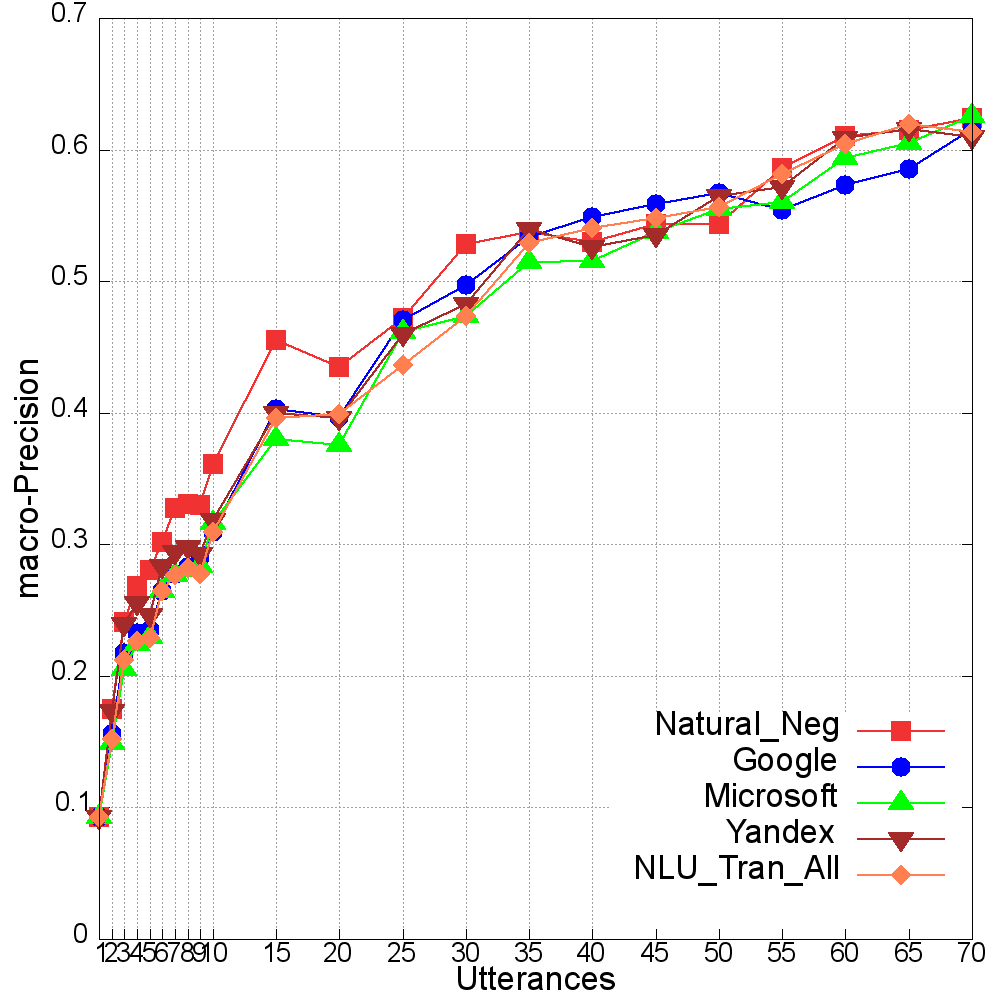 0.7
0.6
0.5
0.4
0.3
0.2
0.1
0
macro-Precision
Natural_Neg
Google
Microsoft
Yandex
NLU_Tran_All
1 2 3 4 5 6 7 8 9 10 15 20 25 30 35 40 45 50 55 60 65 70
Utterances